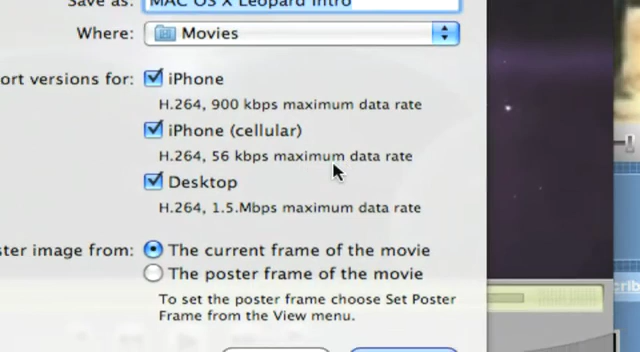 Save as: MAC OS X Leopard Intro
Where: Movies
ort versions for: iPhone
H.264, 900 kbps maximum data rate
iPhone (cellular)
H.264, 56 kbps maximum data rate
Desktop
H.264, 1.5.Mbps maximum data rate
ster image from: The current frame of the movie
The poster frame of the movie
To set the poster frame choose Set Poster
Frame from the View menu.
crib